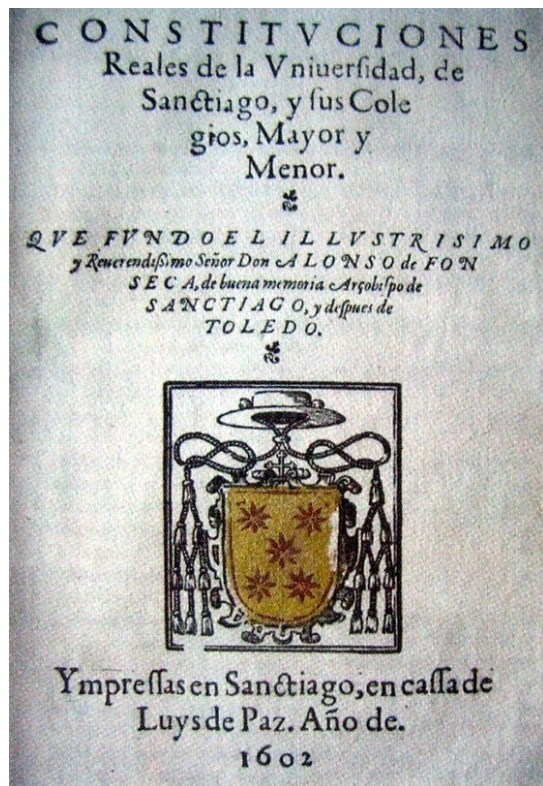 CONSTITVCIONES
Reales de la Vniuerſidad, de
Sanctiago, y ſus Cole
gios, Mayor y
Menor.
QVE FVNDO EL ILLVSTRISIMO
y Reuerendiſsimo Señor Don ALONSO de FON
SECA, de buena memoria Arçobiſpo de
SANCTIAGO, y deſpues de
TOLEDO.
Ympreſſas en Sanctiago, en caſſa de
Luys de Paz. Año de.
1602